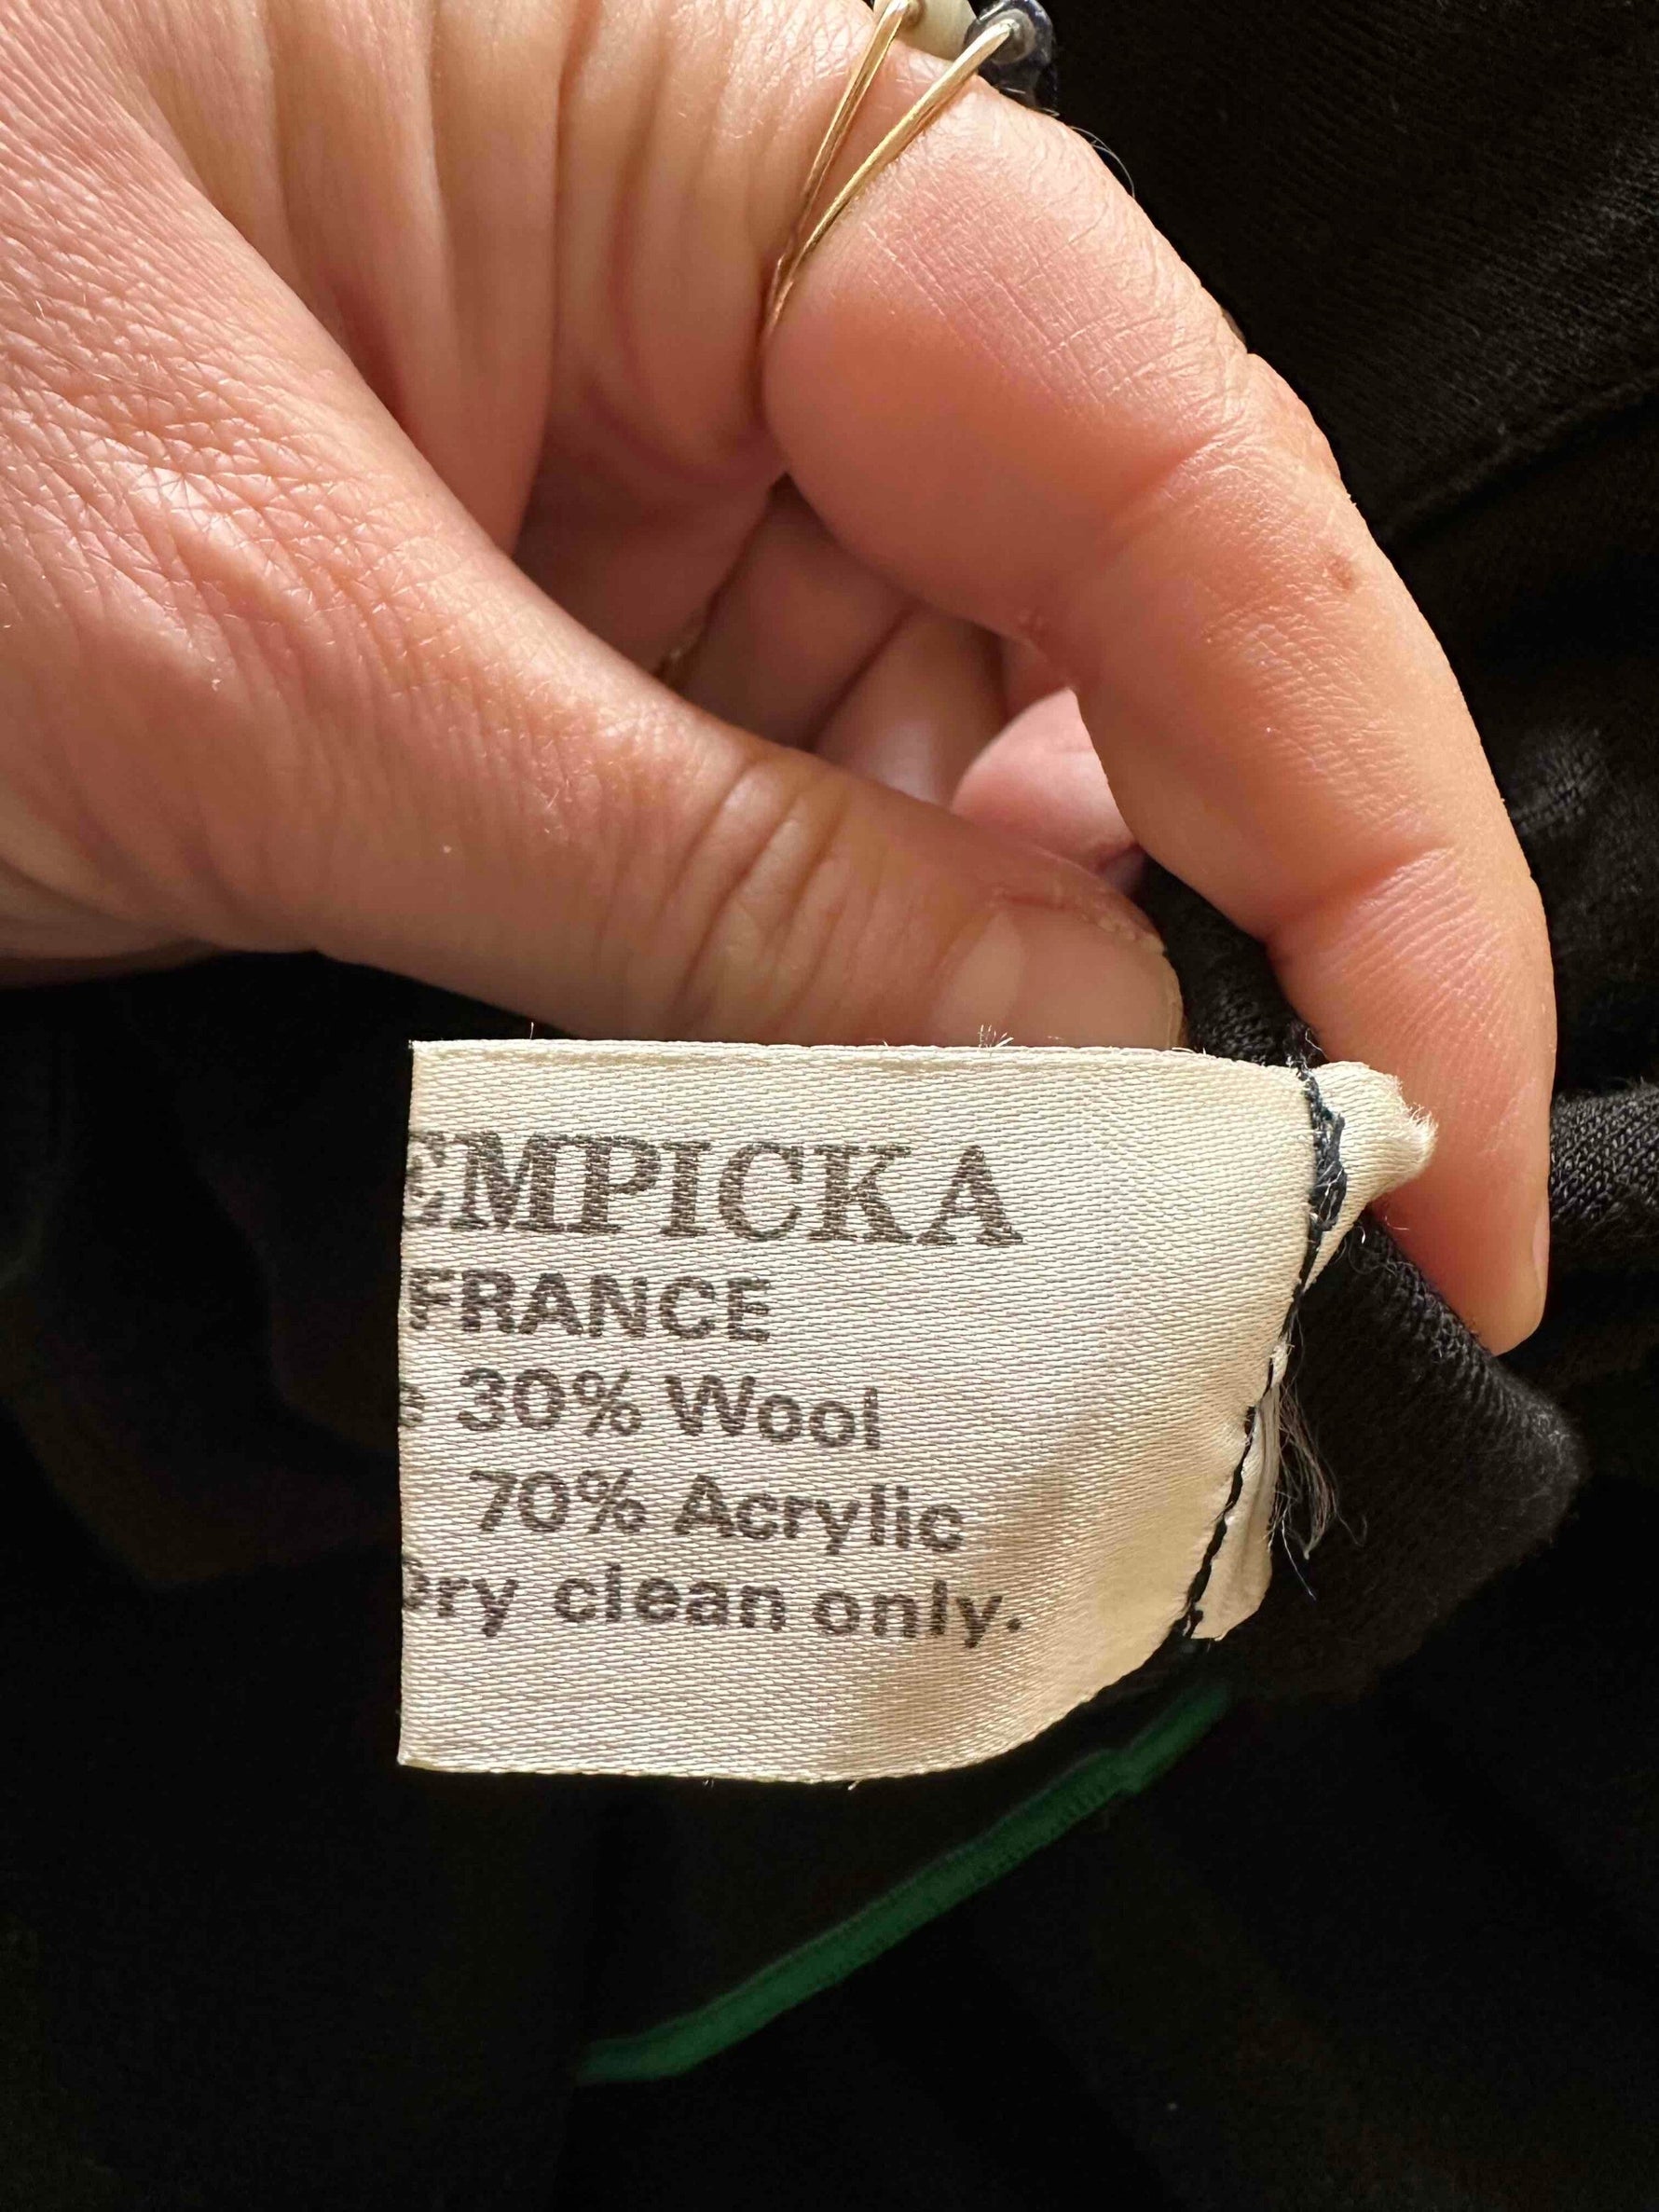 EMPICKA
FRANCE
30% Wool
70% Acrylic
ry clean only.